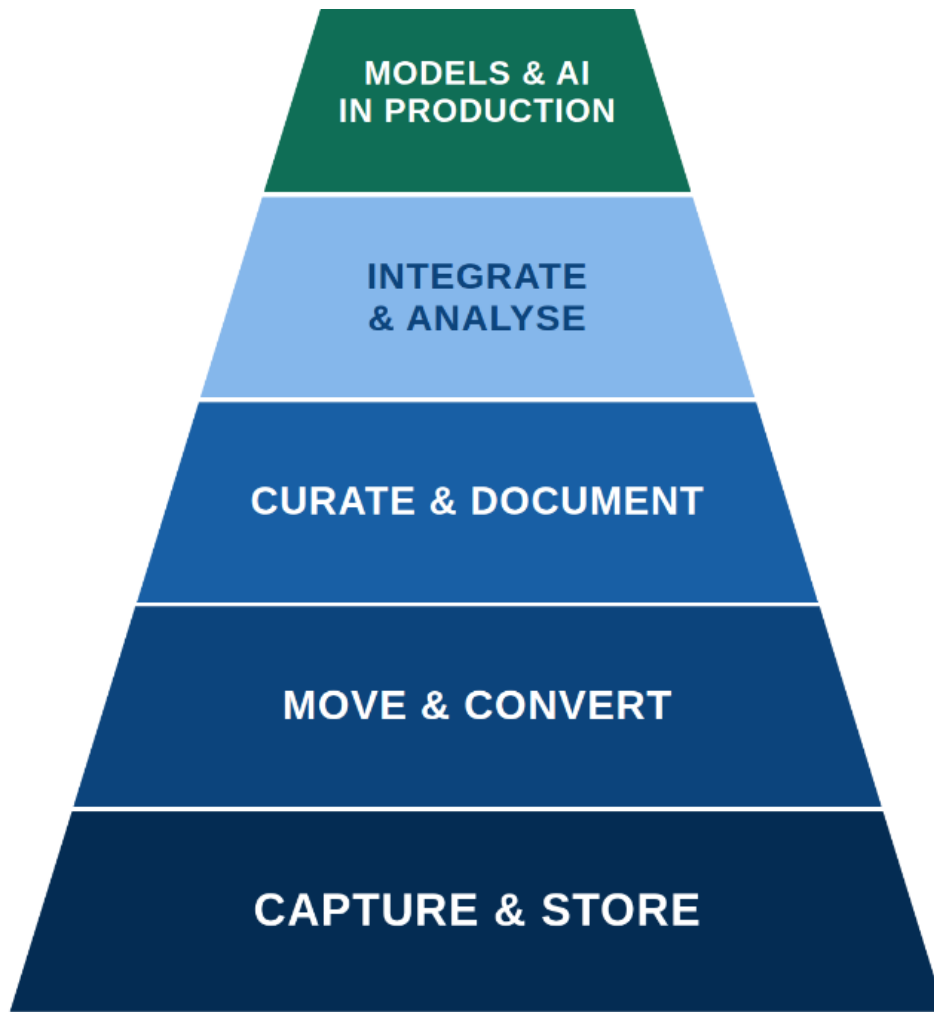 MODELS & AI
IN PRODUCTION
INTEGRATE
& ANALYSE
CURATE & DOCUMENT
MOVE & CONVERT
CAPTURE & STORE